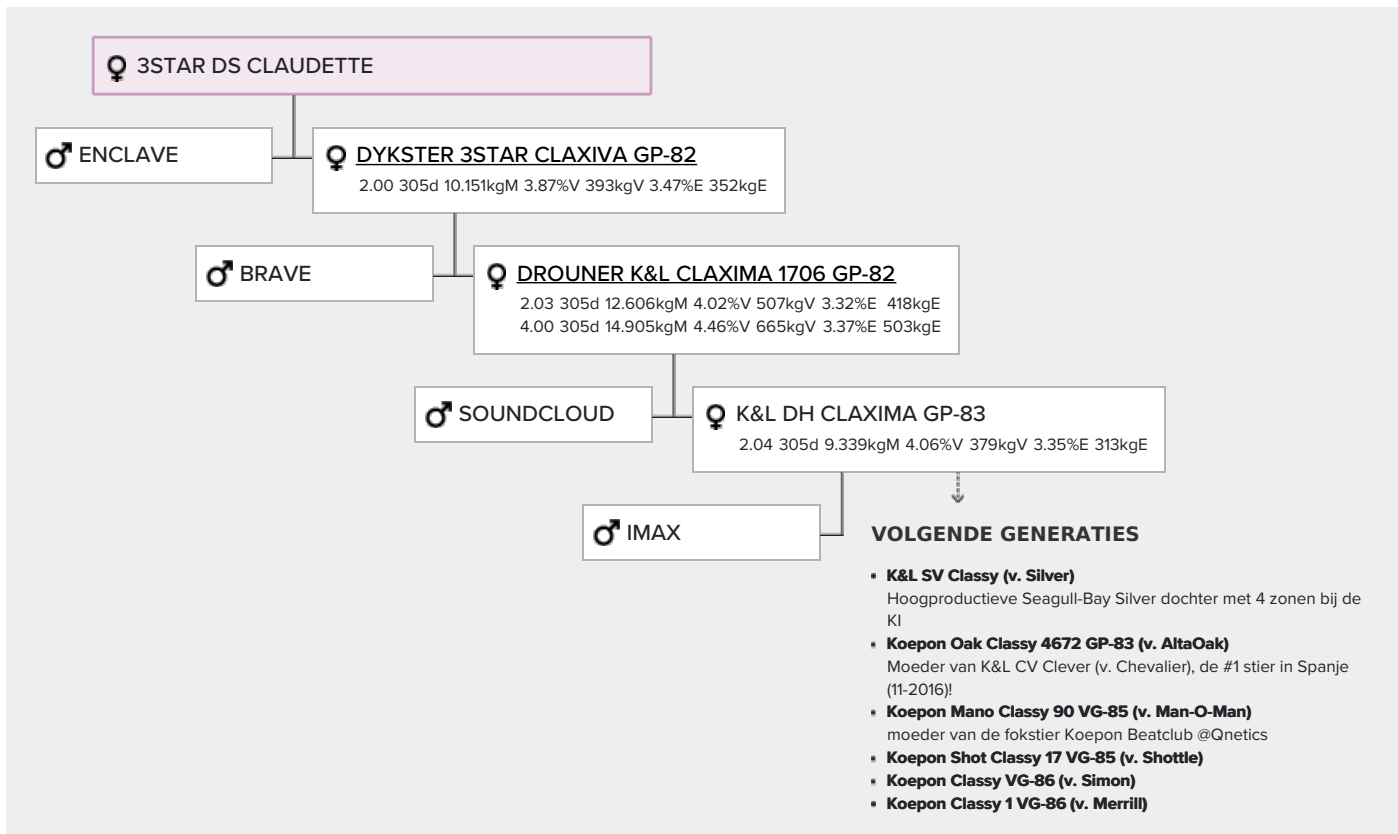 3STAR DS CLAUDETTE
ENCLAVE
DYKSTER 3STAR CLAXIVA GP-82
2.00 305d 10.151kgM 3.87%V 393kgV 3.47%E 352kgE
BRAVE
DROUNER K&L CLAXIMA 1706 GP-82
2.03 305d 12.606kgM 4.02%V 507kgV 3.32%E 418kgE
4.00 305d 14.905kgM 4.46%V 665kgV 3.37%E 503kgE
SOUNDCLOUD
K&L DH CLAXIMA GP-83
2.04 305d 9.339kgM 4.06%V 379kgV 3.35%E 313kgE
IMAX
VOLGENDE GENERATIES
K&L SV Classy (v. Silver)
Hoogproductieve Seagull-Bay Silver dochter met 4 zonen bij de
KI
Koepon Oak Classy 4672 GP-83 (v. AltaOak)
Moeder van K&L CV Clever (v. Chevalier), de #1 stier in Spanje
(11-2016)!
Koepon Mano Classy 90 VG-85 (v. Man-O-Man)
moeder van de fokstier Koepon Beatclub @Qnetics
Koepon Shot Classy 17 VG-85 (v. Shottle)
Koepon Classy VG-86 (v. Simon)
Koepon Classy 1 VG-86 (v. Merrill)